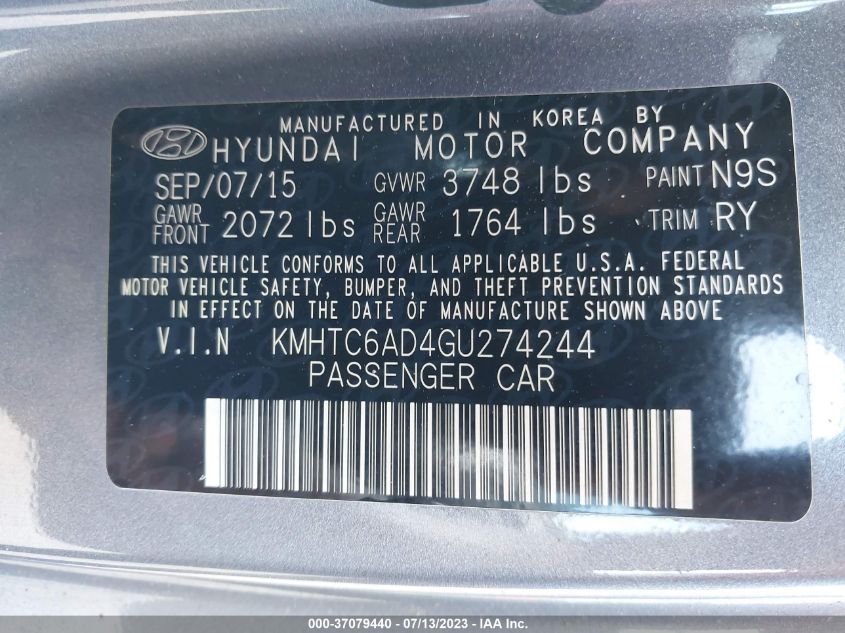 MANUFACTURED IN KOREA BY
HYUNDAI MOTOR COMPANY
SEP/07/15 GVWR 3748 lbs PAINT N9S
GAWR FRONT 2072 lbs GAWR REAR 1764 lbs TRIM RY
THIS VEHICLE CONFORMS TO ALL APPLICABLE U.S.A. FEDERAL
MOTOR VEHICLE SAFETY, BUMPER, AND THEFT PREVENTION STANDARDS
IN EFFECT ON THE DATE OF MANUFACTURE SHOWN ABOVE
V.I.N KMHTC6AD4GU274244
PASSENGER CAR
000-37079440 - 07/13/2023 - IAA Inc.